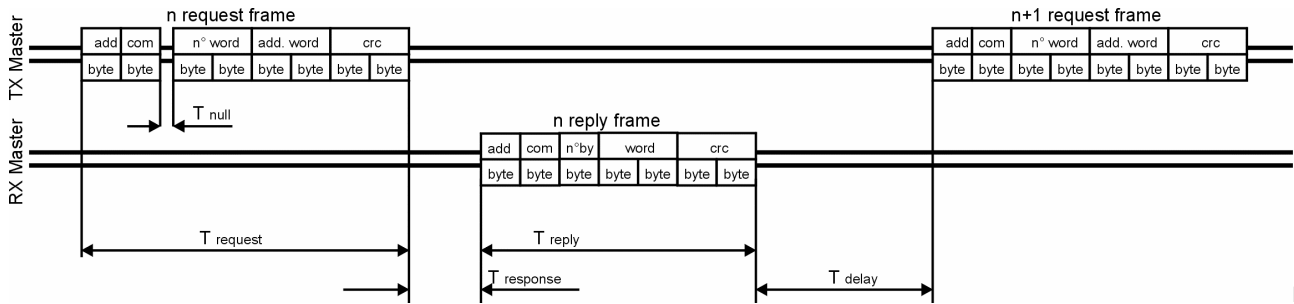 n request frame
n+1 request frame
TX Master
add com n° word add. word crc
add com n° word add. word crc
byte byte byte byte byte byte byte byte
byte byte byte byte byte byte byte byte
T null
n reply frame
RX Master
add com n°by word crc
byte byte byte byte byte byte byte
T request
T reply
T response
T delay